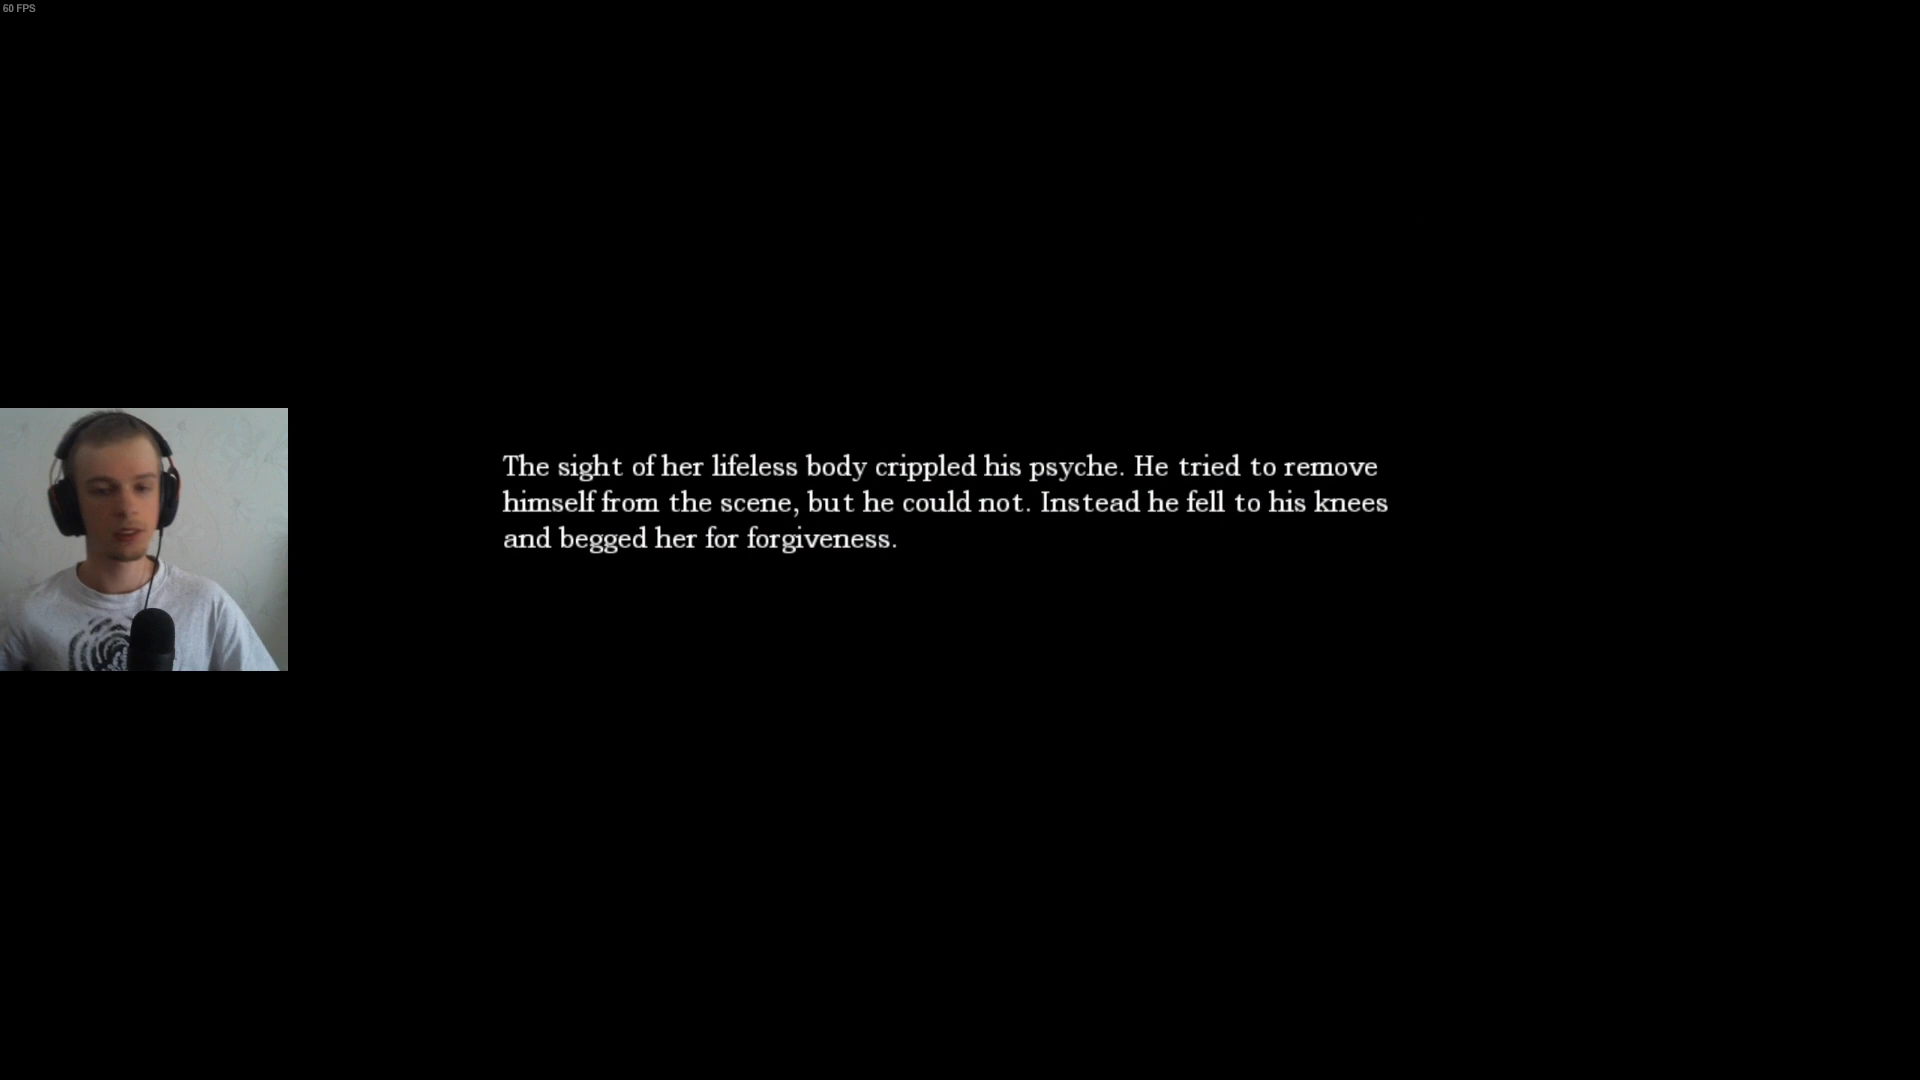 60 FPS
The sight of her lifeless body crippled his psyche. He tried to remove
himself from the scene, but he could not. Instead he fell to his knees
and begged her for forgiveness.